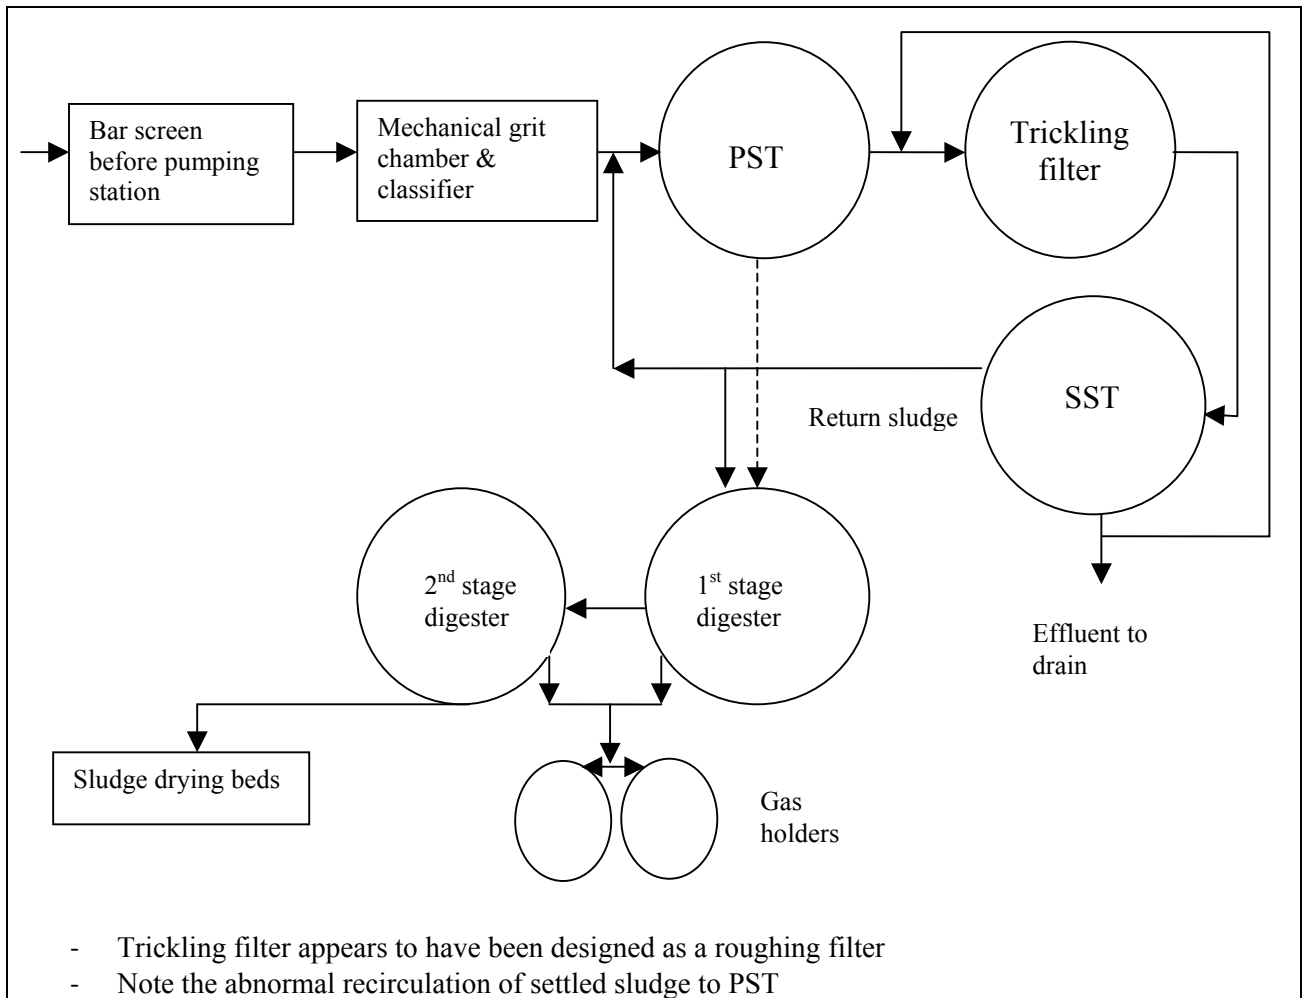 Bar screen
before pumping
station
Mechanical grit
chamber &
classifier
PST
Trickling
filter
SST
Return sludge
2nd stage
digester
1st stage
digester
Effluent to
drain
Sludge drying beds
Gas
holders
- Trickling filter appears to have been designed as a roughing filter
- Note the abnormal recirculation of settled sludge to PST